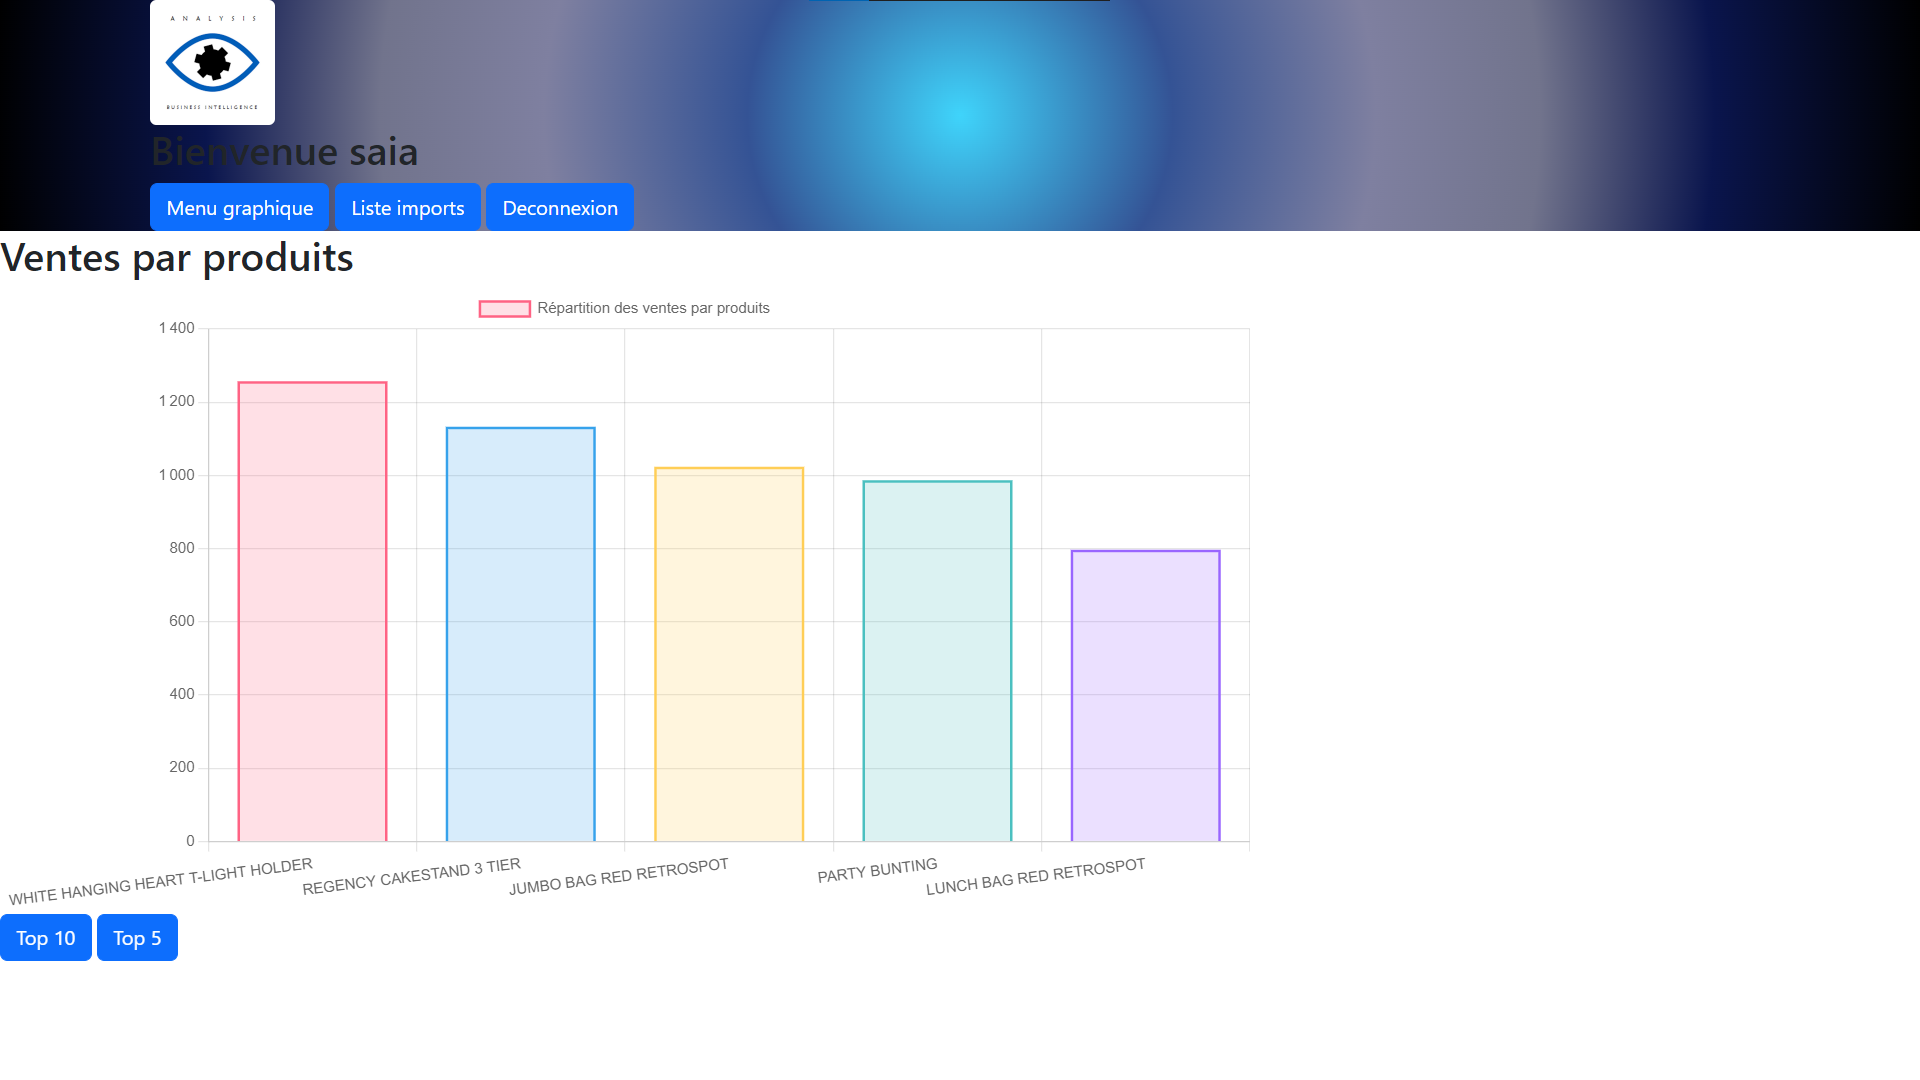 ANALYSIS
BUSINESS INTELLIGENCE
Bienvenue saia
Menu graphique Liste imports Deconnexion
Ventes par produits
Répartition des ventes par produits
1 400
1 200
1 000
800
600
400
200
0
WHITE HANGING HEART T-LIGHT HOLDER
REGENCY CAKESTAND 3 TIER
JUMBO BAG RED RETROSPOT
PARTY BUNTING
LUNCH BAG RED RETROSPOT
Top 10 Top 5